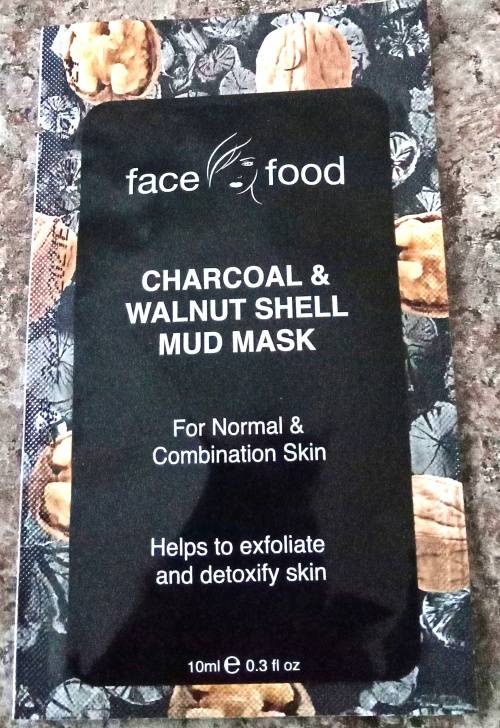 face food
CHARCOAL &
WALNUT SHELL
MUD MASK
For Normal &
Combination Skin
Helps to exfoliate
and detoxify skin
10ml ℮ 0.3 fl oz